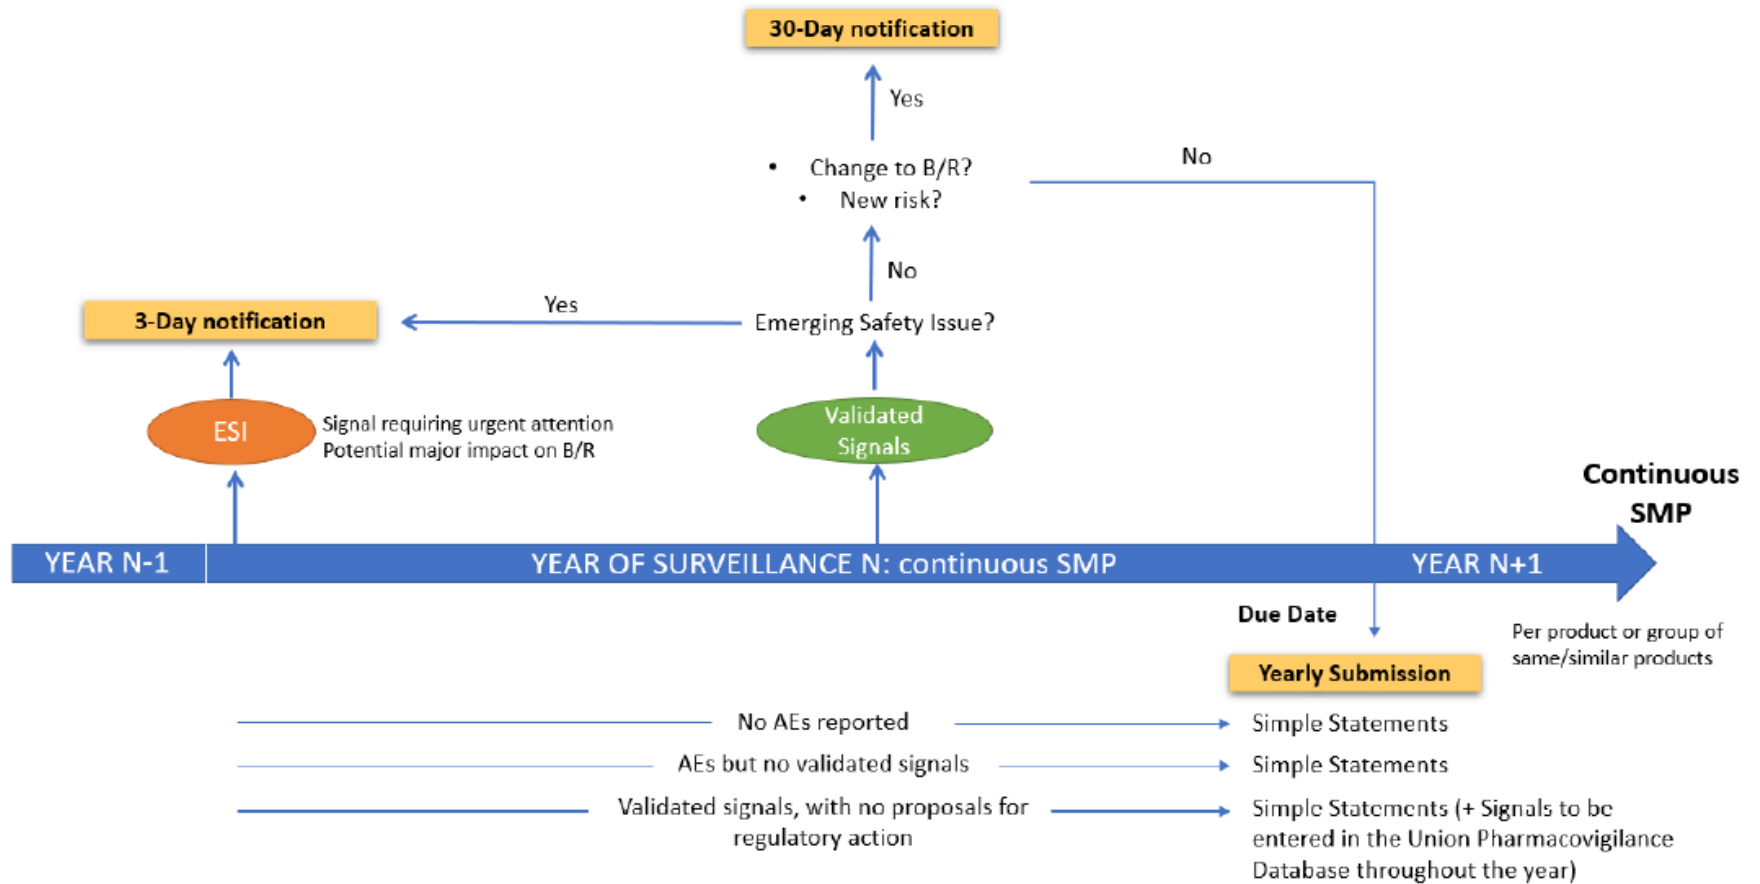 30-Day notification
Yes
• Change to B/R?
• New risk?
No
No
Yes
Emerging Safety Issue?
3-Day notification
ESI
Signal requiring urgent attention
Potential major impact on B/R
Validated
Signals
Continuous
SMP
YEAR N-1
YEAR OF SURVEILLANCE N: continuous SMP
YEAR N+1
Due Date
Per product or group of
same/similar products
Yearly Submission
No AEs reported
Simple Statements
AEs but no validated signals
Simple Statements
Validated signals, with no proposals for
regulatory action
Simple Statements (+ Signals to be
entered in the Union Pharmacovigilance
Database throughout the year)